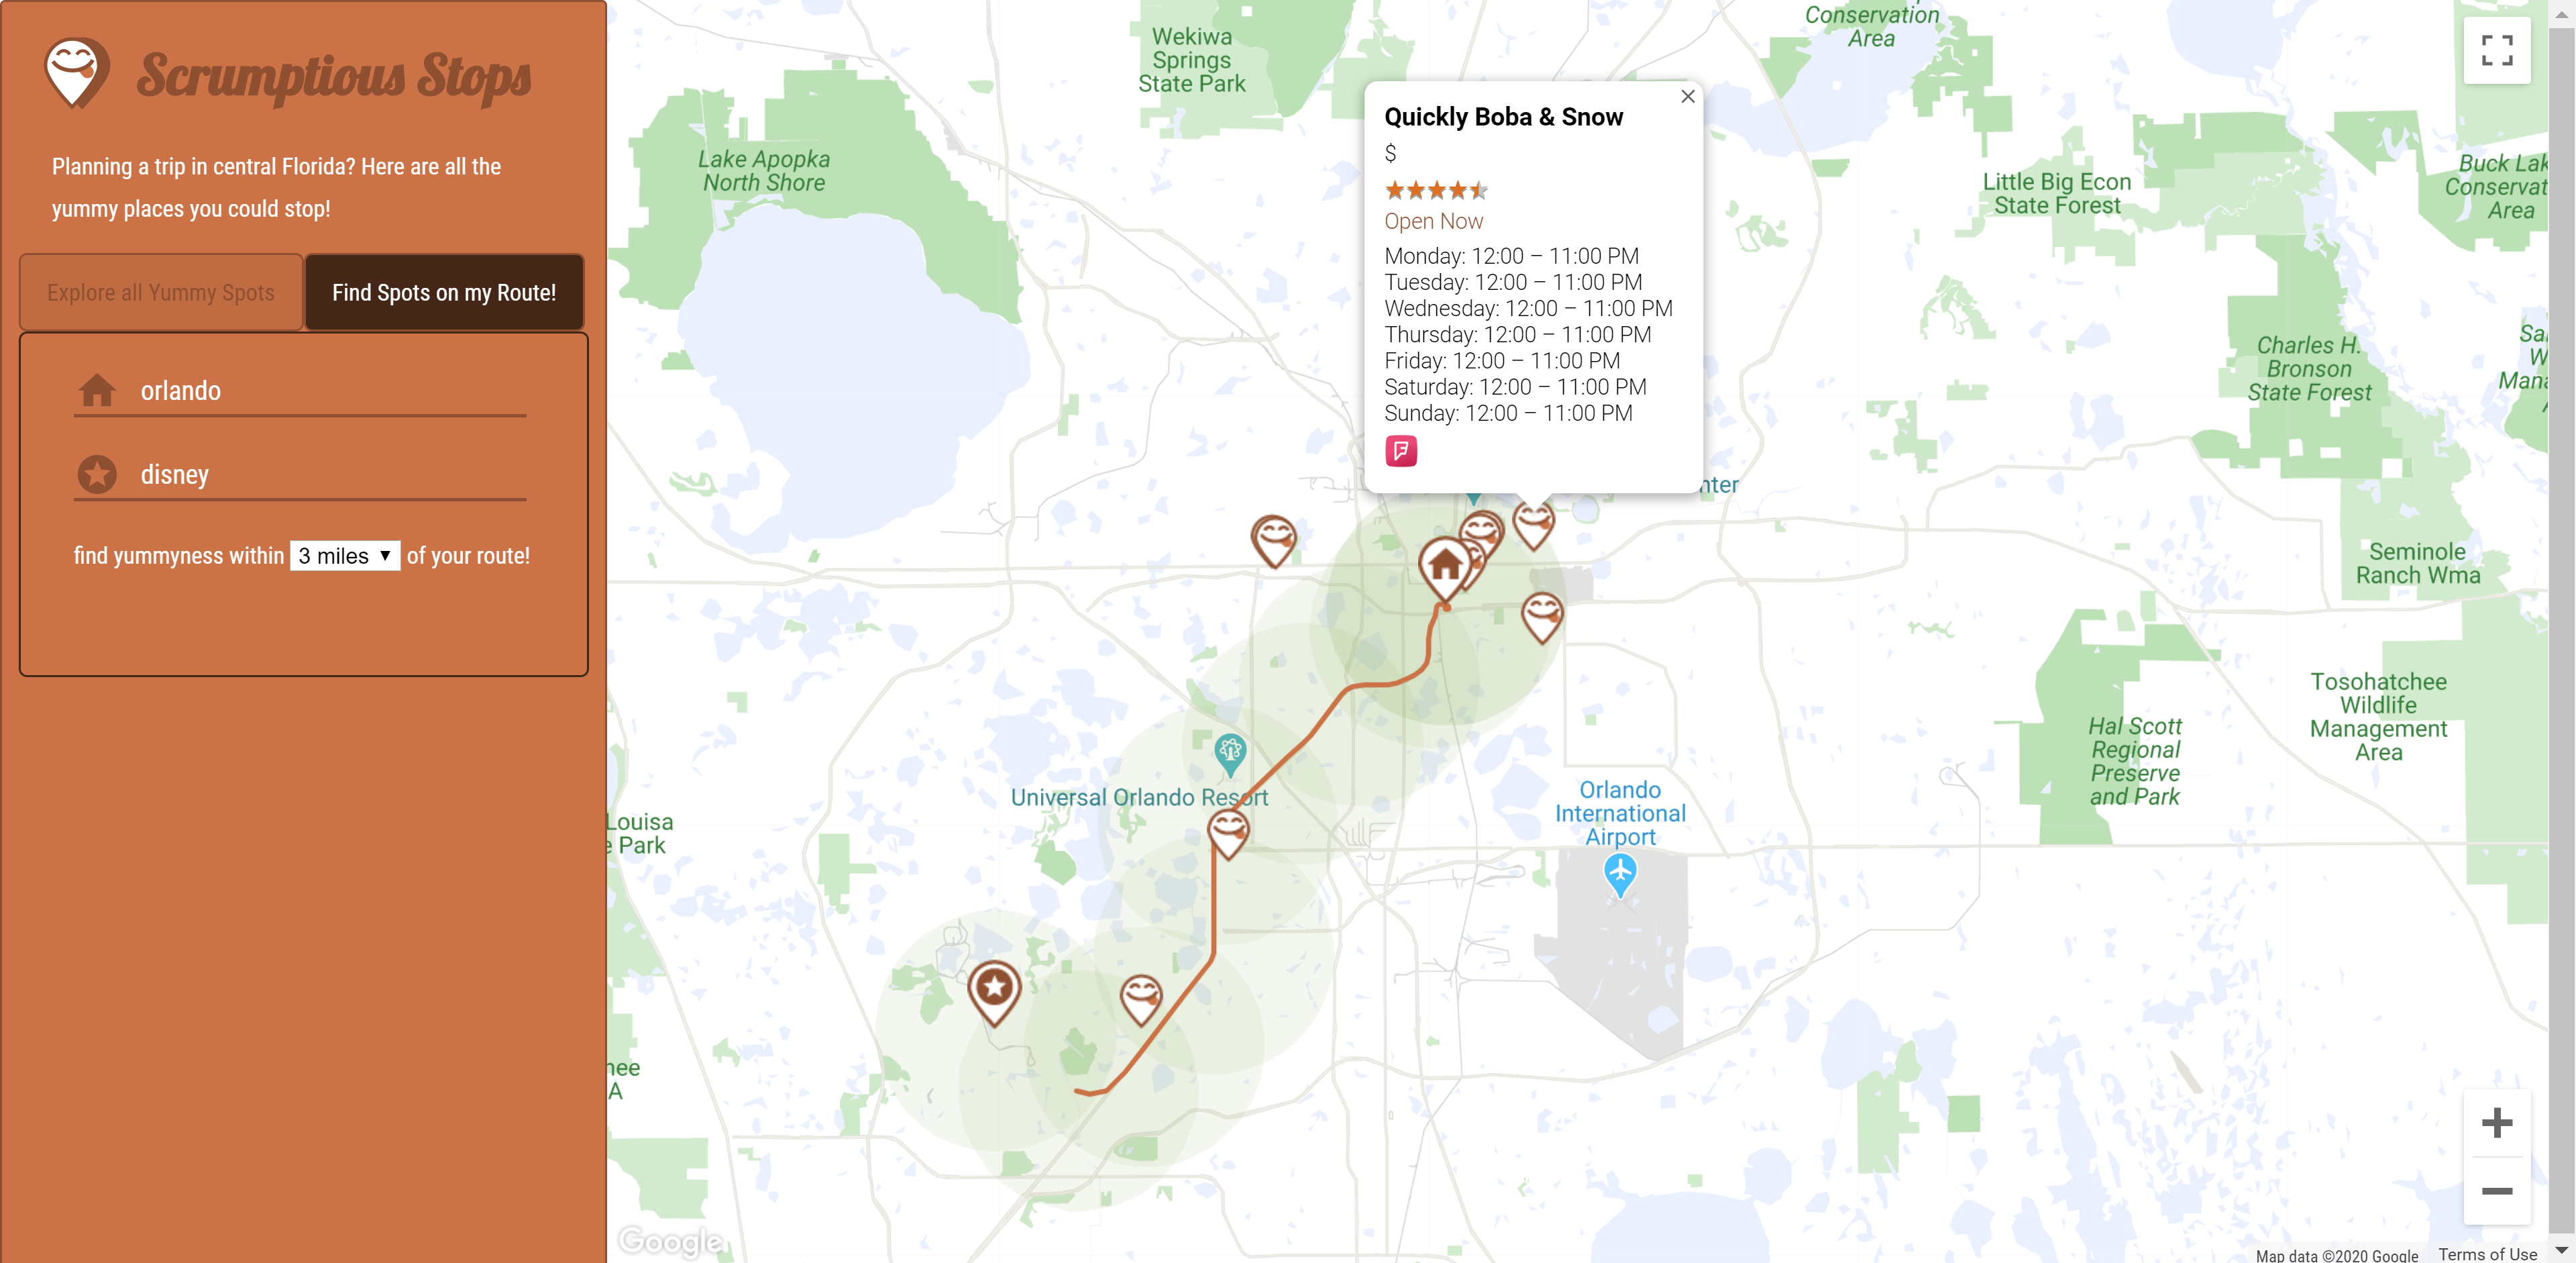 Scrumptious Stops
Planning a trip in central Florida? Here are all the
yummy places you could stop!
Explore all Yummy Spots
Find Spots on my Route!
orlando
disney
find yummyness within 3 miles ▼ of your route!
Conservation
Area
Wekiwa
Springs
State Park
Lake Apopka
North Shore
Quickly Boba & Snow
$
Open Now
Monday: 12:00 – 11:00 PM
Tuesday: 12:00 – 11:00 PM
Wednesday: 12:00 – 11:00 PM
Thursday: 12:00 – 11:00 PM
Friday: 12:00 – 11:00 PM
Saturday: 12:00 – 11:00 PM
Sunday: 12:00 – 11:00 PM
nter
Little Big Econ
State Forest
Buck Lak
Conservat
Area
Charles H.
Bronson
State Forest
Sa
W
Mana
Seminole
Ranch Wma
Tosohatchee
Wildlife
Management
Area
Hal Scott
Regional
Preserve
and Park
Universal Orlando Resort
Orlando
International
Airport
Louisa
e Park
nee
A
Google
Map data ©2020 Google
Terms of Use